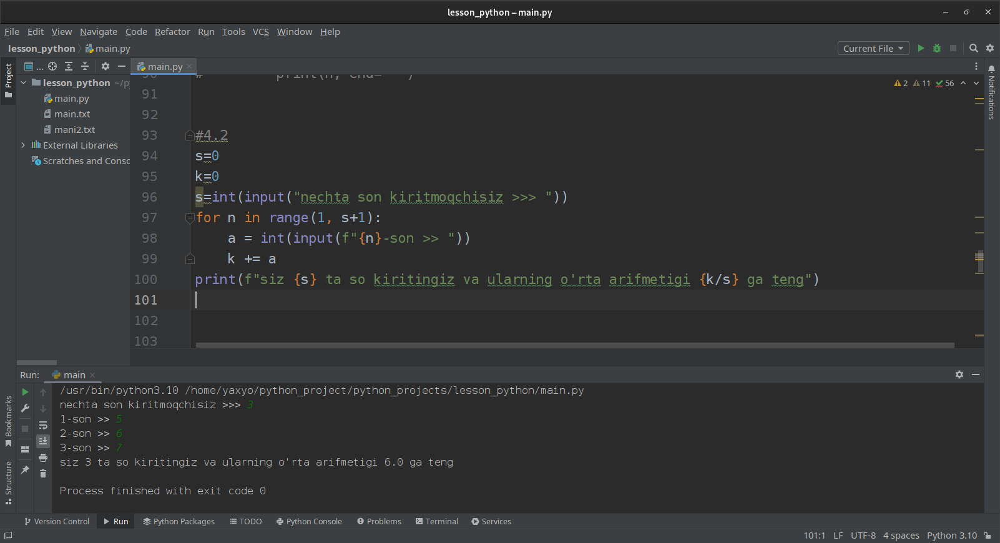 lesson_python – main.py
File Edit View Navigate Code Refactor Run Tools VCS Window Help
lesson_python main.py Current File
Project
...
main.py
lesson_python ~/p
main.py
main.txt
mani2.txt
External Libraries
Scratches and Conso
2 11 56
Notifications
91
92
93 #4.2
94 s=0
95 k=0
96 s=int(input("nechta son kiritmoqchisiz >>> "))
97 for n in range(1, s+1):
98 a = int(input(f"{n}-son >> "))
99 k += a
100 print(f"siz {s} ta so kiritingiz va ularning o'rta arifmetigi {k/s} ga teng")
101
102
103
Run: main
/usr/bin/python3.10 /home/yaxyo/python_project/python_projects/lesson_python/main.py
nechta son kiritmoqchisiz >>> 3
1-son >> 5
2-son >> 6
3-son >> 7
siz 3 ta so kiritingiz va ularning o'rta arifmetigi 6.0 ga teng
Process finished with exit code 0
Bookmarks
Structure
Version Control Run Python Packages TODO Python Console Problems Terminal Services
101:1 LF UTF-8 4 spaces Python 3.10